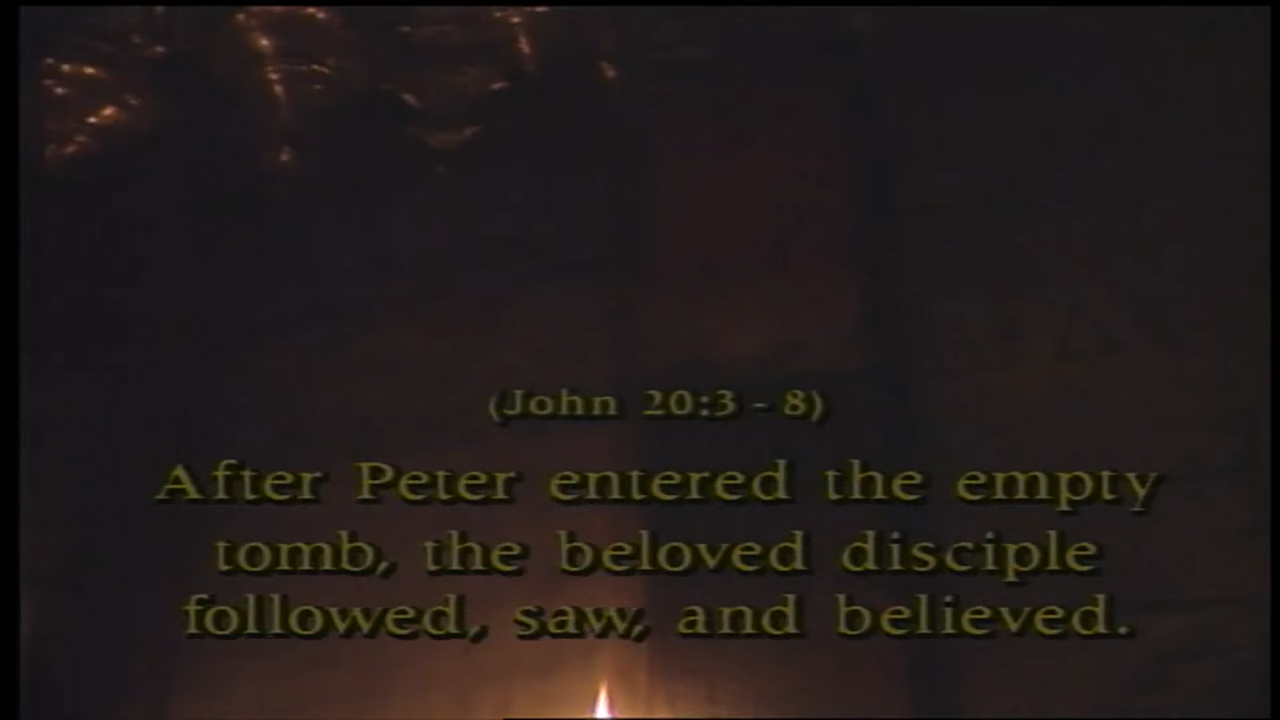 (John 20:3 - 8)
After Peter entered the empty
tomb, the beloved disciple
followed, saw, and believed.